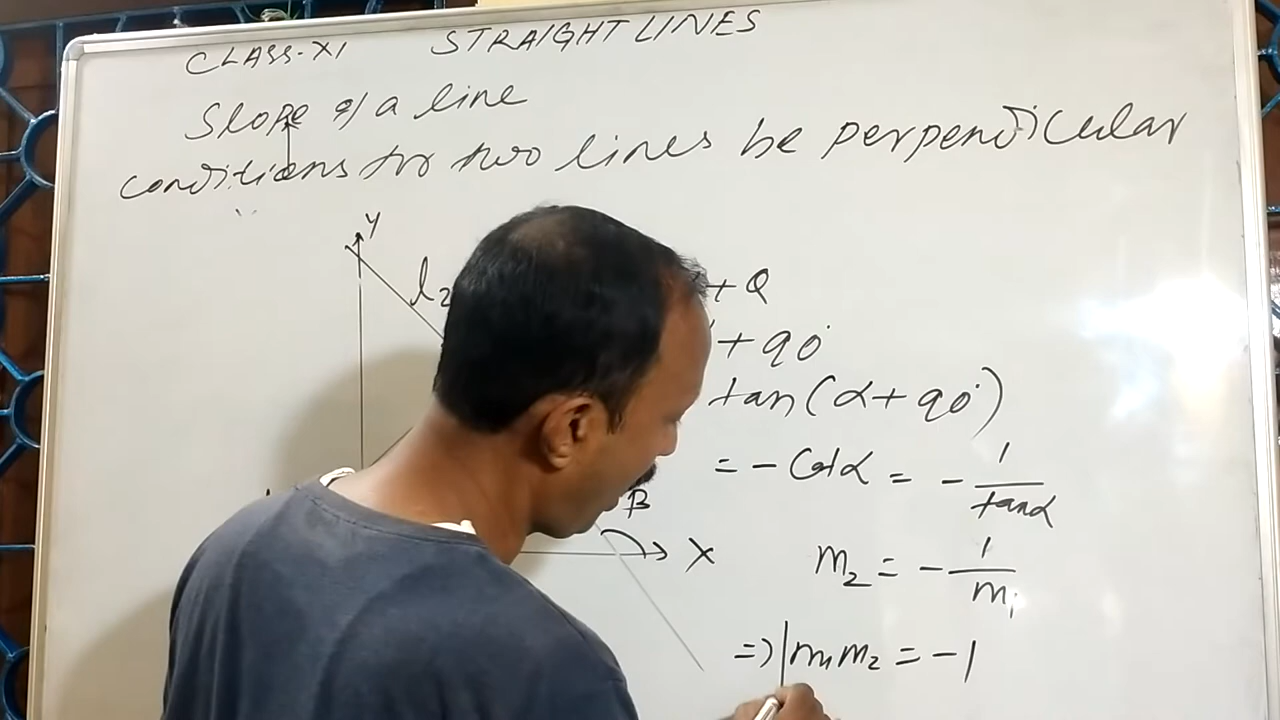 CLASS-XI STRAIGHT LINES
Slope of a line
conditions for two lines be perpendicular
Y
l₂
+ Q
+ 90°
tan(α+90°)
= - Cotα = - 1/tanα
β
X
m₂ = - 1/m₁
=> m₁m₂ = -1